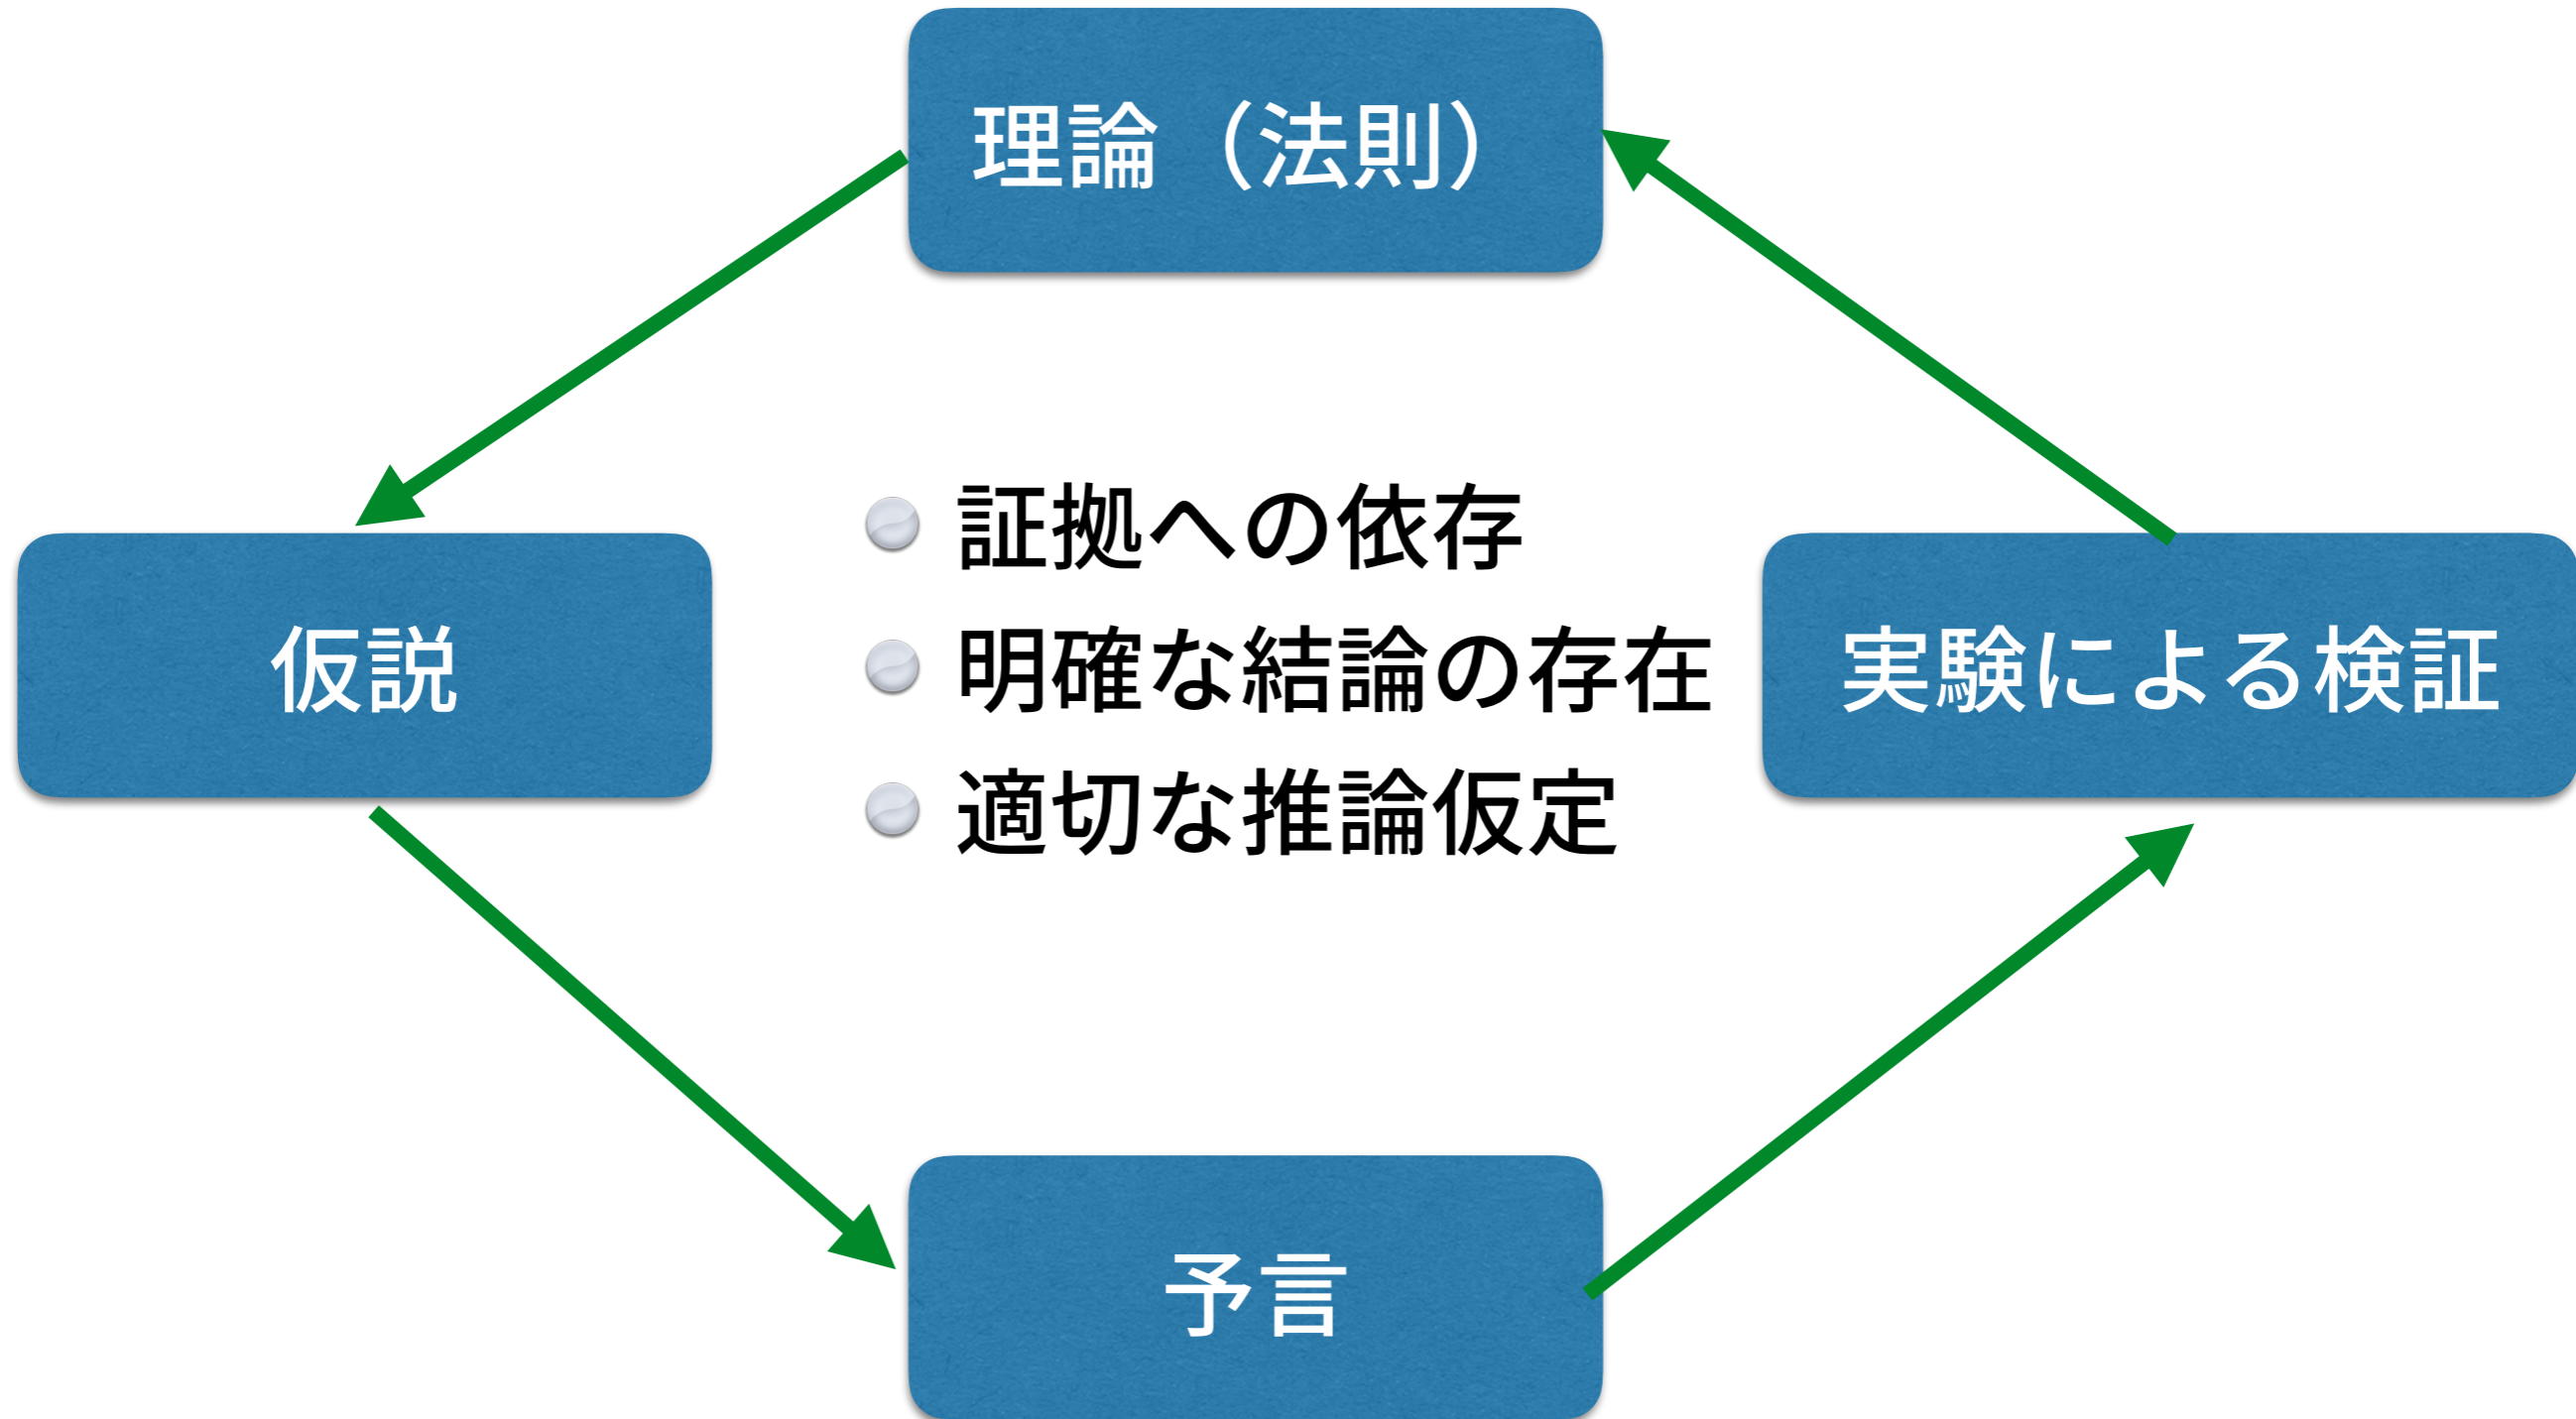 理論（法則）
証拠への依存
明確な結論の存在
適切な推論仮定
仮説
実験による検証
予言